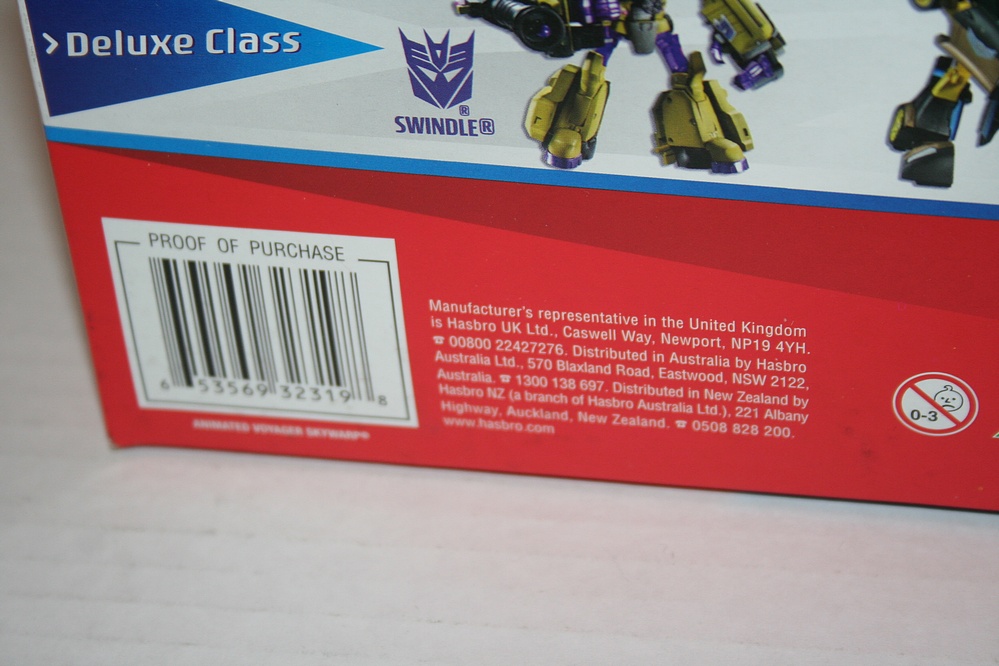 >Deluxe Class
®
SWINDLE®
PROOF OF PURCHASE
6 53569 32319 8
ANIMATED VOYAGER SKYWARP®
Manufacturer's representative in the United Kingdom
is Hasbro UK Ltd., Caswell Way, Newport, NP19 4YH.
☎ 00800 22427276. Distributed in Australia by Hasbro
Australia Ltd., 570 Blaxland Road, Eastwood, NSW 2122,
Australia. ☎ 1300 138 697. Distributed in New Zealand by
Hasbro NZ (a branch of Hasbro Australia Ltd.), 221 Albany
Highway, Auckland, New Zealand. ☎ 0508 828 200.
www.hasbro.com
0-3